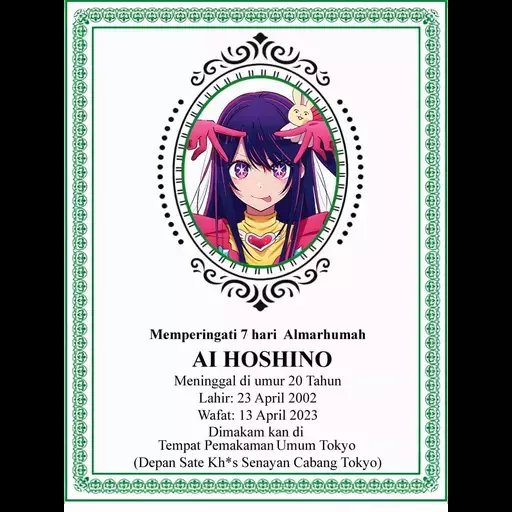 Memperingati 7 hari Almarhumah
AI HOSHINO
Meninggal di umur 20 Tahun
Lahir: 23 April 2002
Wafat: 13 April 2023
Dimakam kan di
Tempat Pemakaman Umum Tokyo
(Depan Sate Kh*s Senayan Cabang Tokyo)